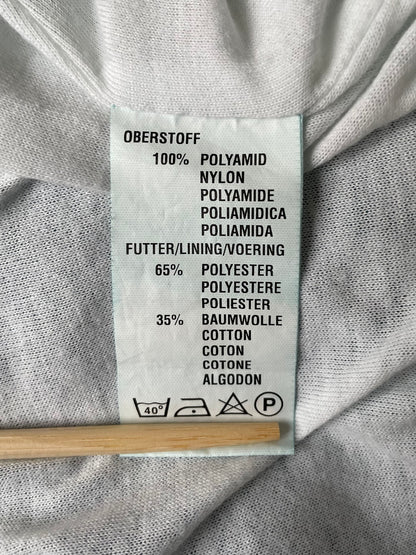 OBERSTOFF
100% POLYAMID
NYLON
POLYAMIDE
POLIAMIDICA
POLIAMIDA
FUTTER/LINING/VOERING
65% POLYESTER
POLYESTERE
POLIESTER
35% BAUMWOLLE
COTTON
COTON
COTONE
ALGODON
40° P